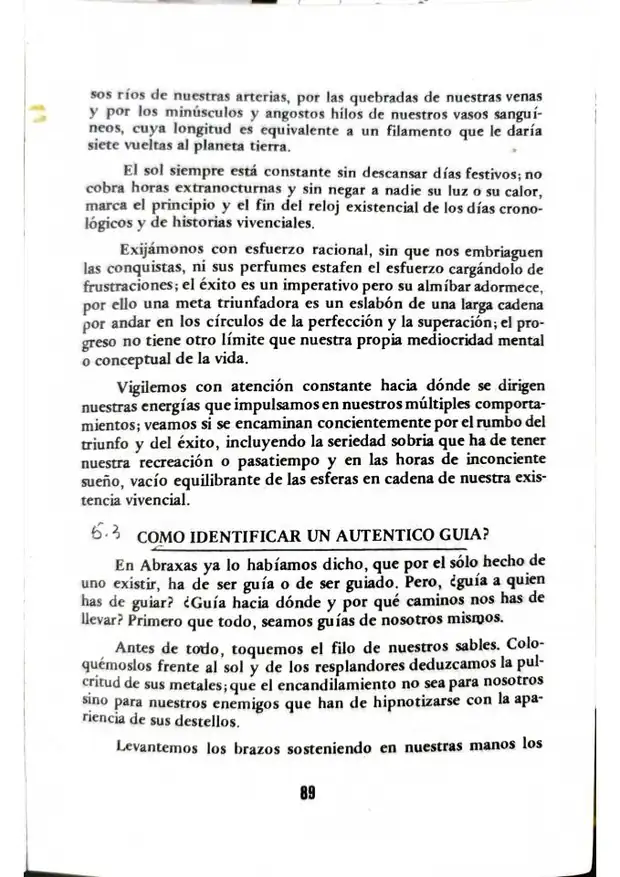 sos ríos de nuestras arterias, por las quebradas de nuestras venas
y por los minúsculos y angostos hilos de nuestros vasos sanguí-
neos, cuya longitud es equivalente a un filamento que le daría
siete vueltas al planeta tierra.
El sol siempre está constante sin descansar días festivos; no
cobra horas extranocturnas y sin negar a nadie su luz o su calor,
marca el principio y el fin del reloj existencial de los días crono-
lógicos y de historias vivenciales.
Exijámonos con esfuerzo racional, sin que nos embriaguen
las conquistas, ni sus perfumes estafen el esfuerzo cargándolo de
frustraciones; el éxito es un imperativo pero su almíbar adormece,
por ello una meta triunfadora es un eslabón de una larga cadena
por andar en los círculos de la perfección y la superación; el pro-
greso no tiene otro límite que nuestra propia mediocridad mental
o conceptual de la vida.
Vigilemos con atención constante hacia dónde se dirigen
nuestras energías que impulsamos en nuestros múltiples comporta-
mientos; veamos si se encaminan concientemente por el rumbo del
triunfo y del éxito, incluyendo la seriedad sobria que ha de tener
nuestra recreación o pasatiempo y en las horas de inconciente
sueño, vacío equilibrante de las esferas en cadena de nuestra exis-
tencia vivencial.
5.3 COMO IDENTIFICAR UN AUTENTICO GUIA?
En Abraxas ya lo habíamos dicho, que por el sólo hecho de
uno existir, ha de ser guía o de ser guiado. Pero, ¿guía a quien
has de guiar? ¿Guía hacia dónde y por qué caminos nos has de
llevar? Primero que todo, seamos guías de nosotros mismos.
Antes de todo, toquemos el filo de nuestros sables. Colo-
quémoslos frente al sol y de los resplandores deduzcamos la pul-
critud de sus metales; que el encandilamiento no sea para nosotros
sino para nuestros enemigos que han de hipnotizarse con la apa-
riencia de sus destellos.
Levantemos los brazos sosteniendo en nuestras manos los
89